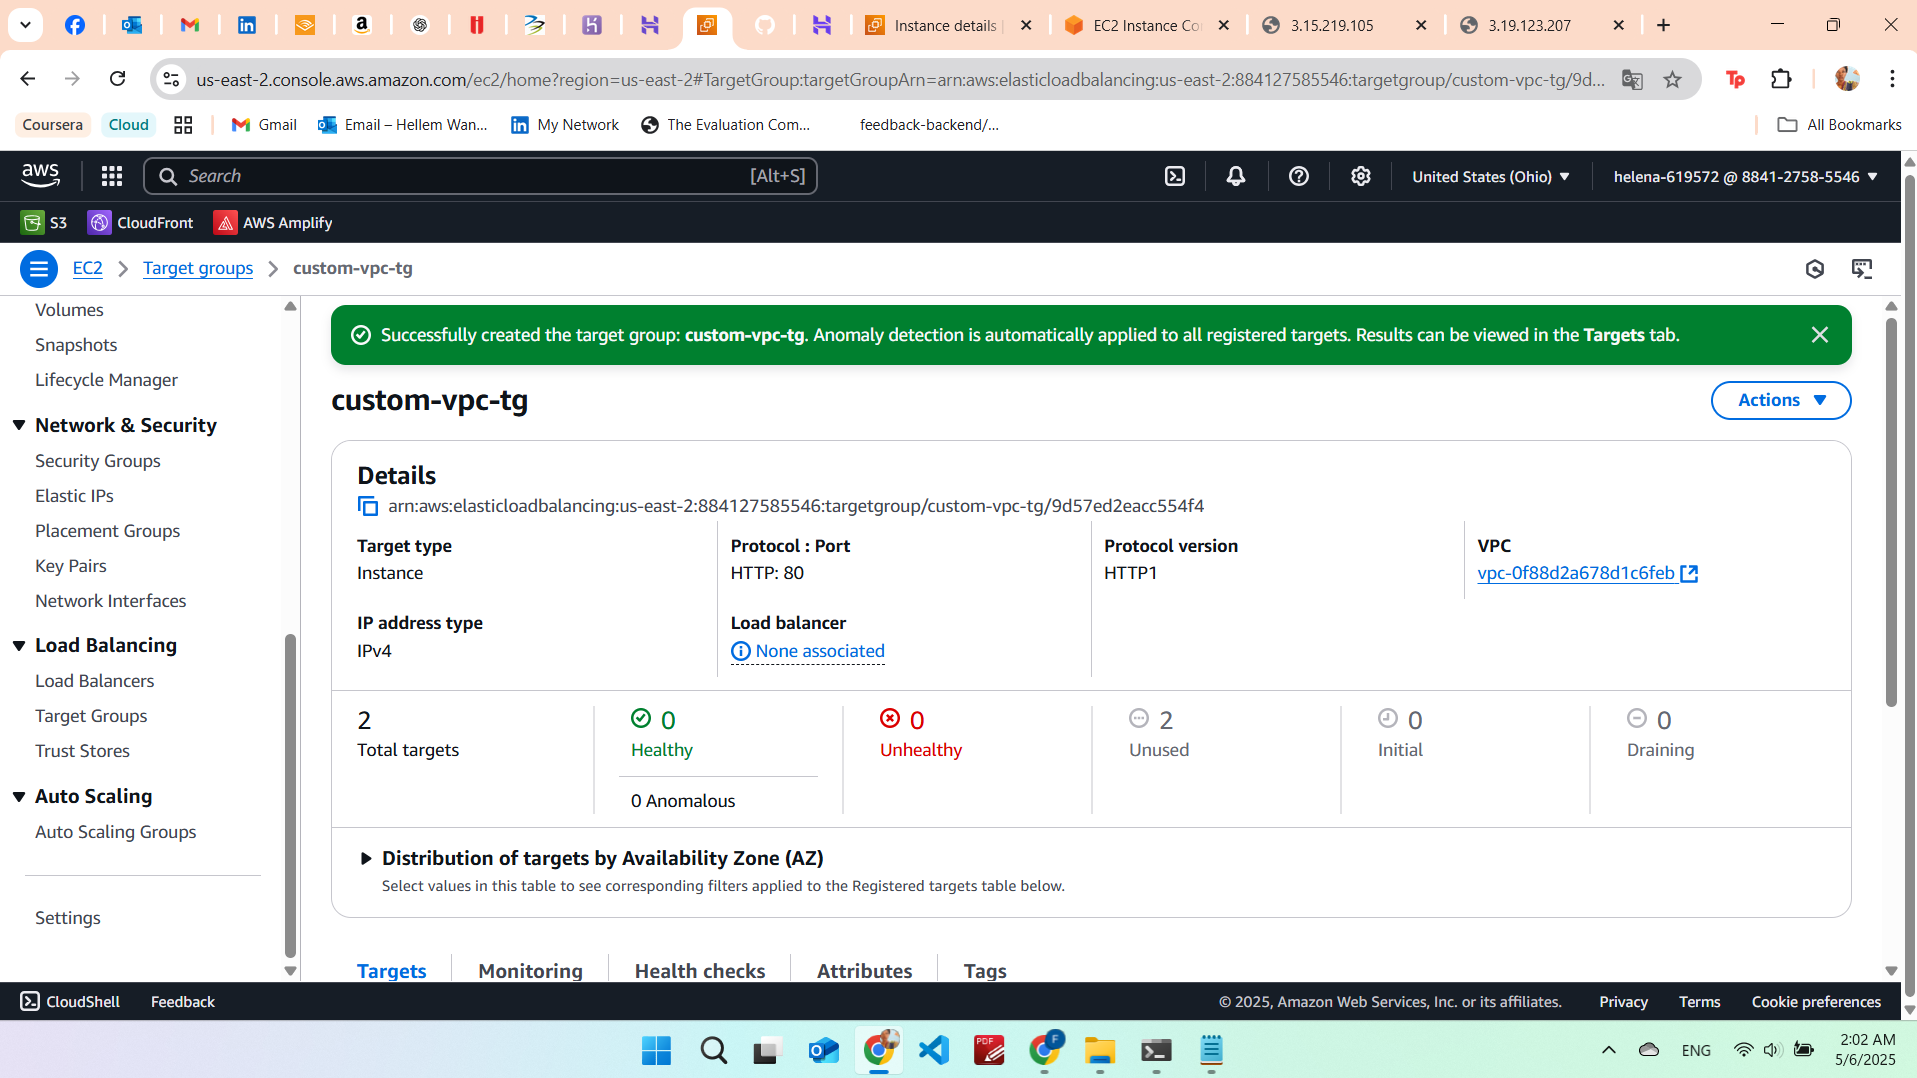 Instance details |
EC2 Instance Co
3.15.219.105
3.19.123.207
us-east-2.console.aws.amazon.com/ec2/home?region=us-east-2#TargetGroup:targetGroupArn=arn:aws:elasticloadbalancing:us-east-2:884127585546:targetgroup/custom-vpc-tg/9d...
Tp
Coursera
Cloud
Gmail
Email – Hellem Wan...
My Network
The Evaluation Com...
feedback-backend/...
All Bookmarks
aws
Search
[Alt+S]
United States (Ohio)
helena-619572 @ 8841-2758-5546
S3
CloudFront
AWS Amplify
EC2
Target groups
custom-vpc-tg
Volumes
Snapshots
Lifecycle Manager
Network & Security
Security Groups
Elastic IPs
Placement Groups
Key Pairs
Network Interfaces
Load Balancing
Load Balancers
Target Groups
Trust Stores
Auto Scaling
Auto Scaling Groups
Settings
Successfully created the target group: custom-vpc-tg. Anomaly detection is automatically applied to all registered targets. Results can be viewed in the Targets tab.
custom-vpc-tg
Actions
Details
arn:aws:elasticloadbalancing:us-east-2:884127585546:targetgroup/custom-vpc-tg/9d57ed2eacc554f4
Target type
Instance
Protocol : Port
HTTP: 80
Protocol version
HTTP1
VPC
vpc-0f88d2a678d1c6feb
IP address type
IPv4
Load balancer
None associated
2
Total targets
0
Healthy
0 Anomalous
0
Unhealthy
2
Unused
0
Initial
0
Draining
Distribution of targets by Availability Zone (AZ)
Select values in this table to see corresponding filters applied to the Registered targets table below.
Targets
Monitoring
Health checks
Attributes
Tags
CloudShell
Feedback
© 2025, Amazon Web Services, Inc. or its affiliates.
Privacy
Terms
Cookie preferences
PDF
F
ENG
2:02 AM
5/6/2025